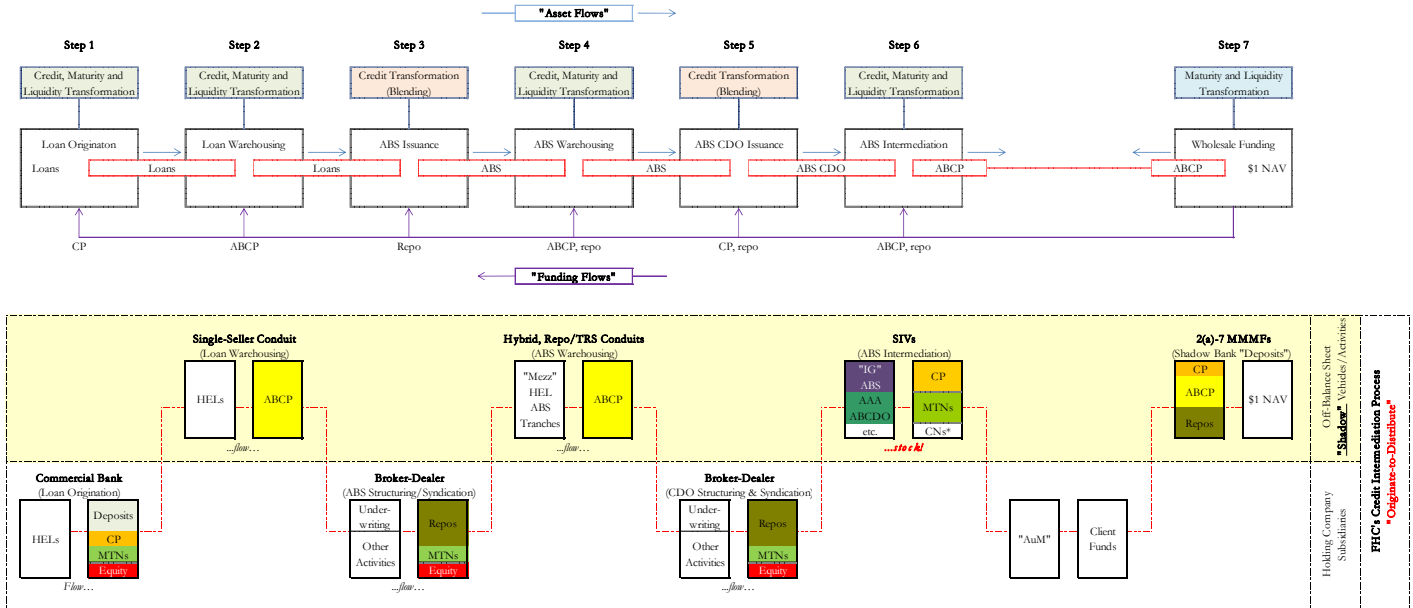 "Asset Flows"
Step 1
Step 2
Step 3
Step 4
Step 5
Step 6
Step 7
Credit, Maturity and
Liquidity Transformation
Credit, Maturity and
Liquidity Transformation
Credit Transformation
(Blending)
Credit, Maturity and
Liquidity Transformation
Credit Transformation
(Blending)
Credit, Maturity and
Liquidity Transformation
Maturity and Liquidity
Transformation
Loan Originaton
Loan Warehousing
ABS Issuance
ABS Warehousing
ABS CDO Issuance
ABS Intermediation
Wholesale Funding
Loans
Loans
Loans
ABS
ABS
ABS CDO
ABCP
ABCP
$1 NAV
CP
ABCP
Repo
ABCP, repo
CP, repo
ABCP, repo
"Funding Flows"
Single-Seller Conduit
(Loan Warehousing)
HELs
ABCP
...flow...
Hybrid, Repo/TRS Conduits
(ABS Warehousing)
"Mezz"
HEL
ABS
Tranches
ABCP
...flow...
SIVs
(ABS Intermediation)
"IG"
ABS
AAA
ABCDO
etc.
CP
MTNs
CNs*
...stock!
2(a)-7 MMMFs
(Shadow Bank "Deposits")
CP
ABCP
Repos
$1 NAV
Off-Balance Sheet
"Shadow" Vehicles/Activities
Commercial Bank
(Loan Origination)
HELs
Deposits
CP
MTNs
Equity
Flow...
Broker-Dealer
(ABS Structuring/Syndication)
Under-
writing
Other
Activities
Repos
MTNs
Equity
...flow...
Broker-Dealer
(CDO Structuring & Syndication)
Under-
writing
Other
Activities
Repos
MTNs
Equity
...flow...
"AuM"
Client
Funds
Holding Company
Subsidiaries
FHC's Credit Intermediation Process
"Originate-to-Distribute"